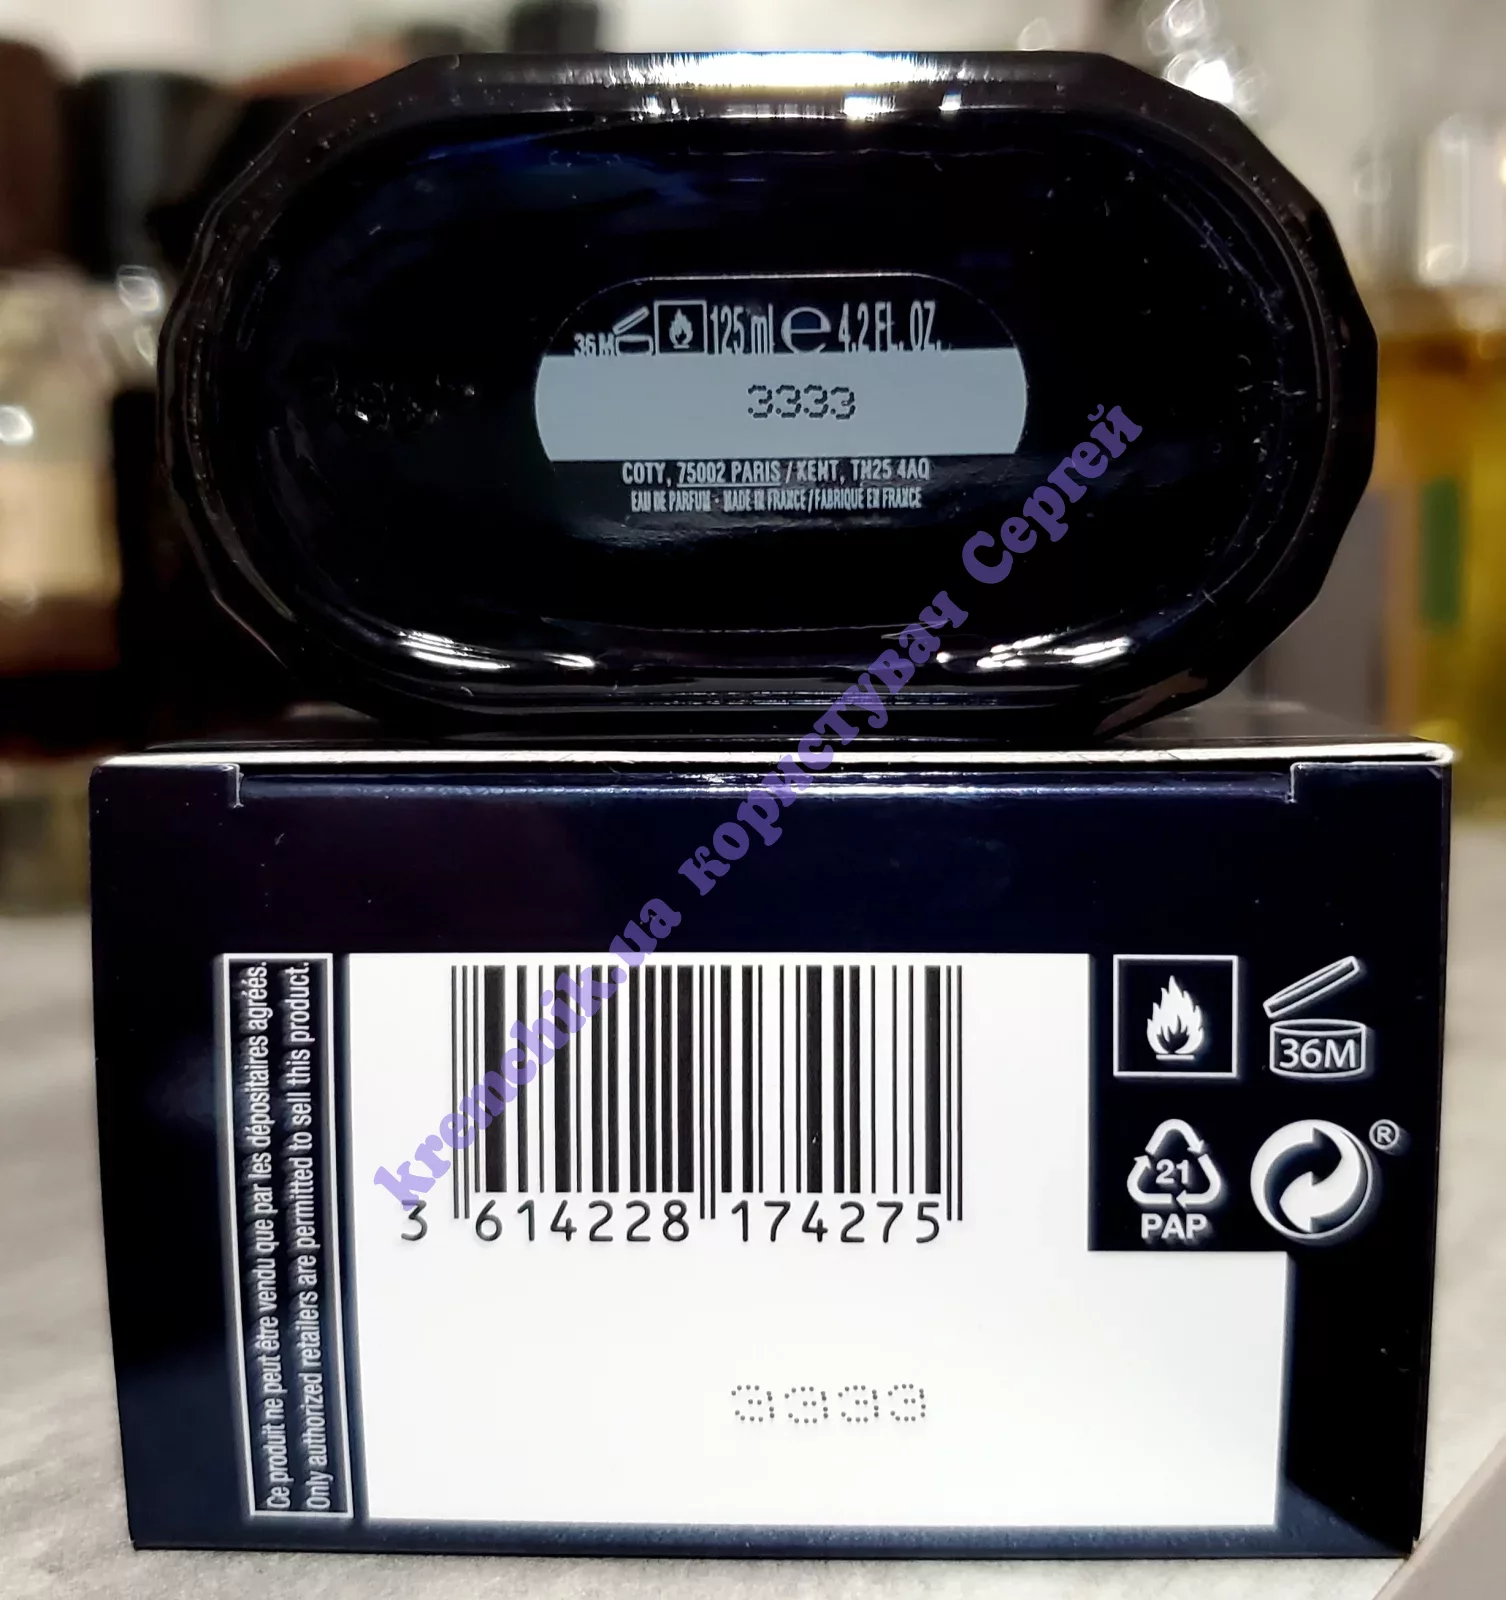 36M 125 ml e 4.2 FL. OZ.
3333
COTY, 75002 PARIS / KENT, TN25 4AQ
EAU DE PARFUM - MADE IN FRANCE / FABRIQUÉ EN FRANCE
kremchik.ua користувач Сергей
Ce produit ne peut être vendu que par les dépositaires agréés.
Only authorized retailers are permitted to sell this product.
3 614228 174275
36M
21
PAP
®
3333